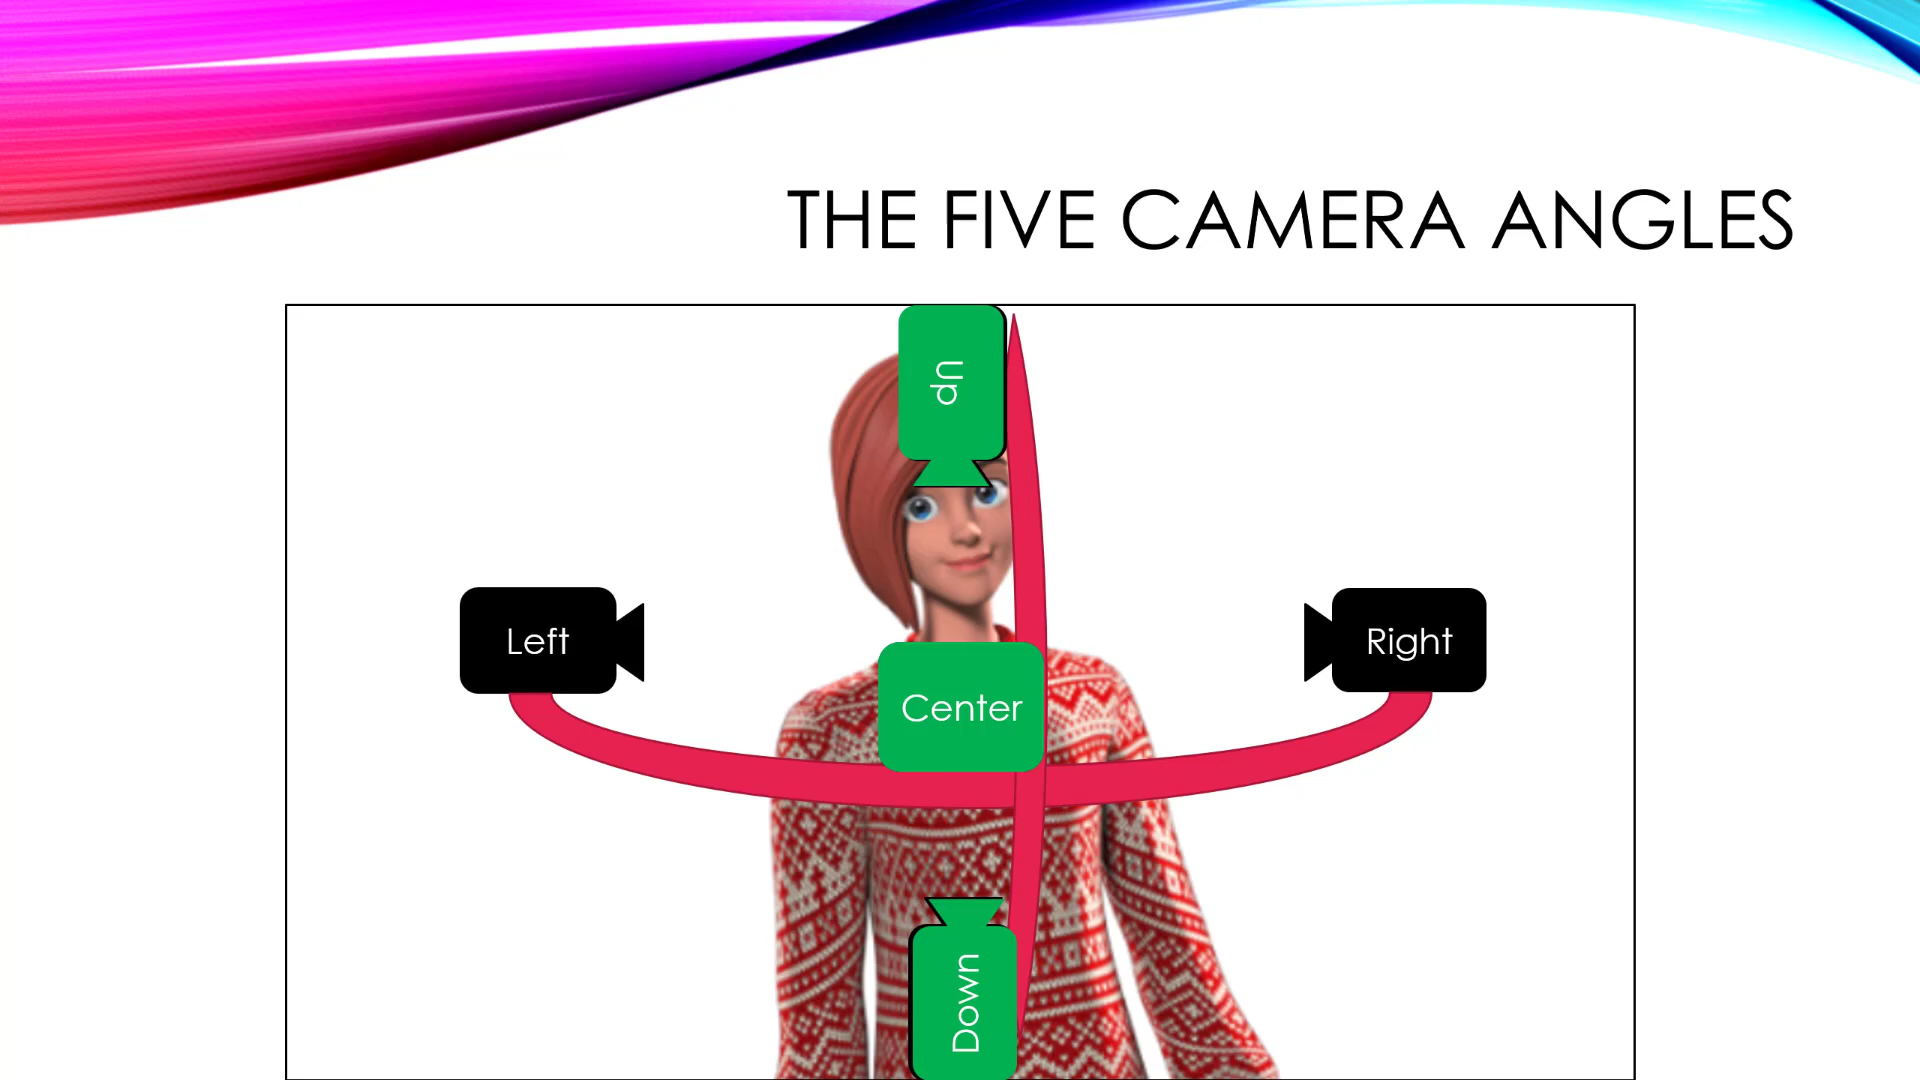 THE FIVE CAMERA ANGLES
Up
Left
Right
Center
Down